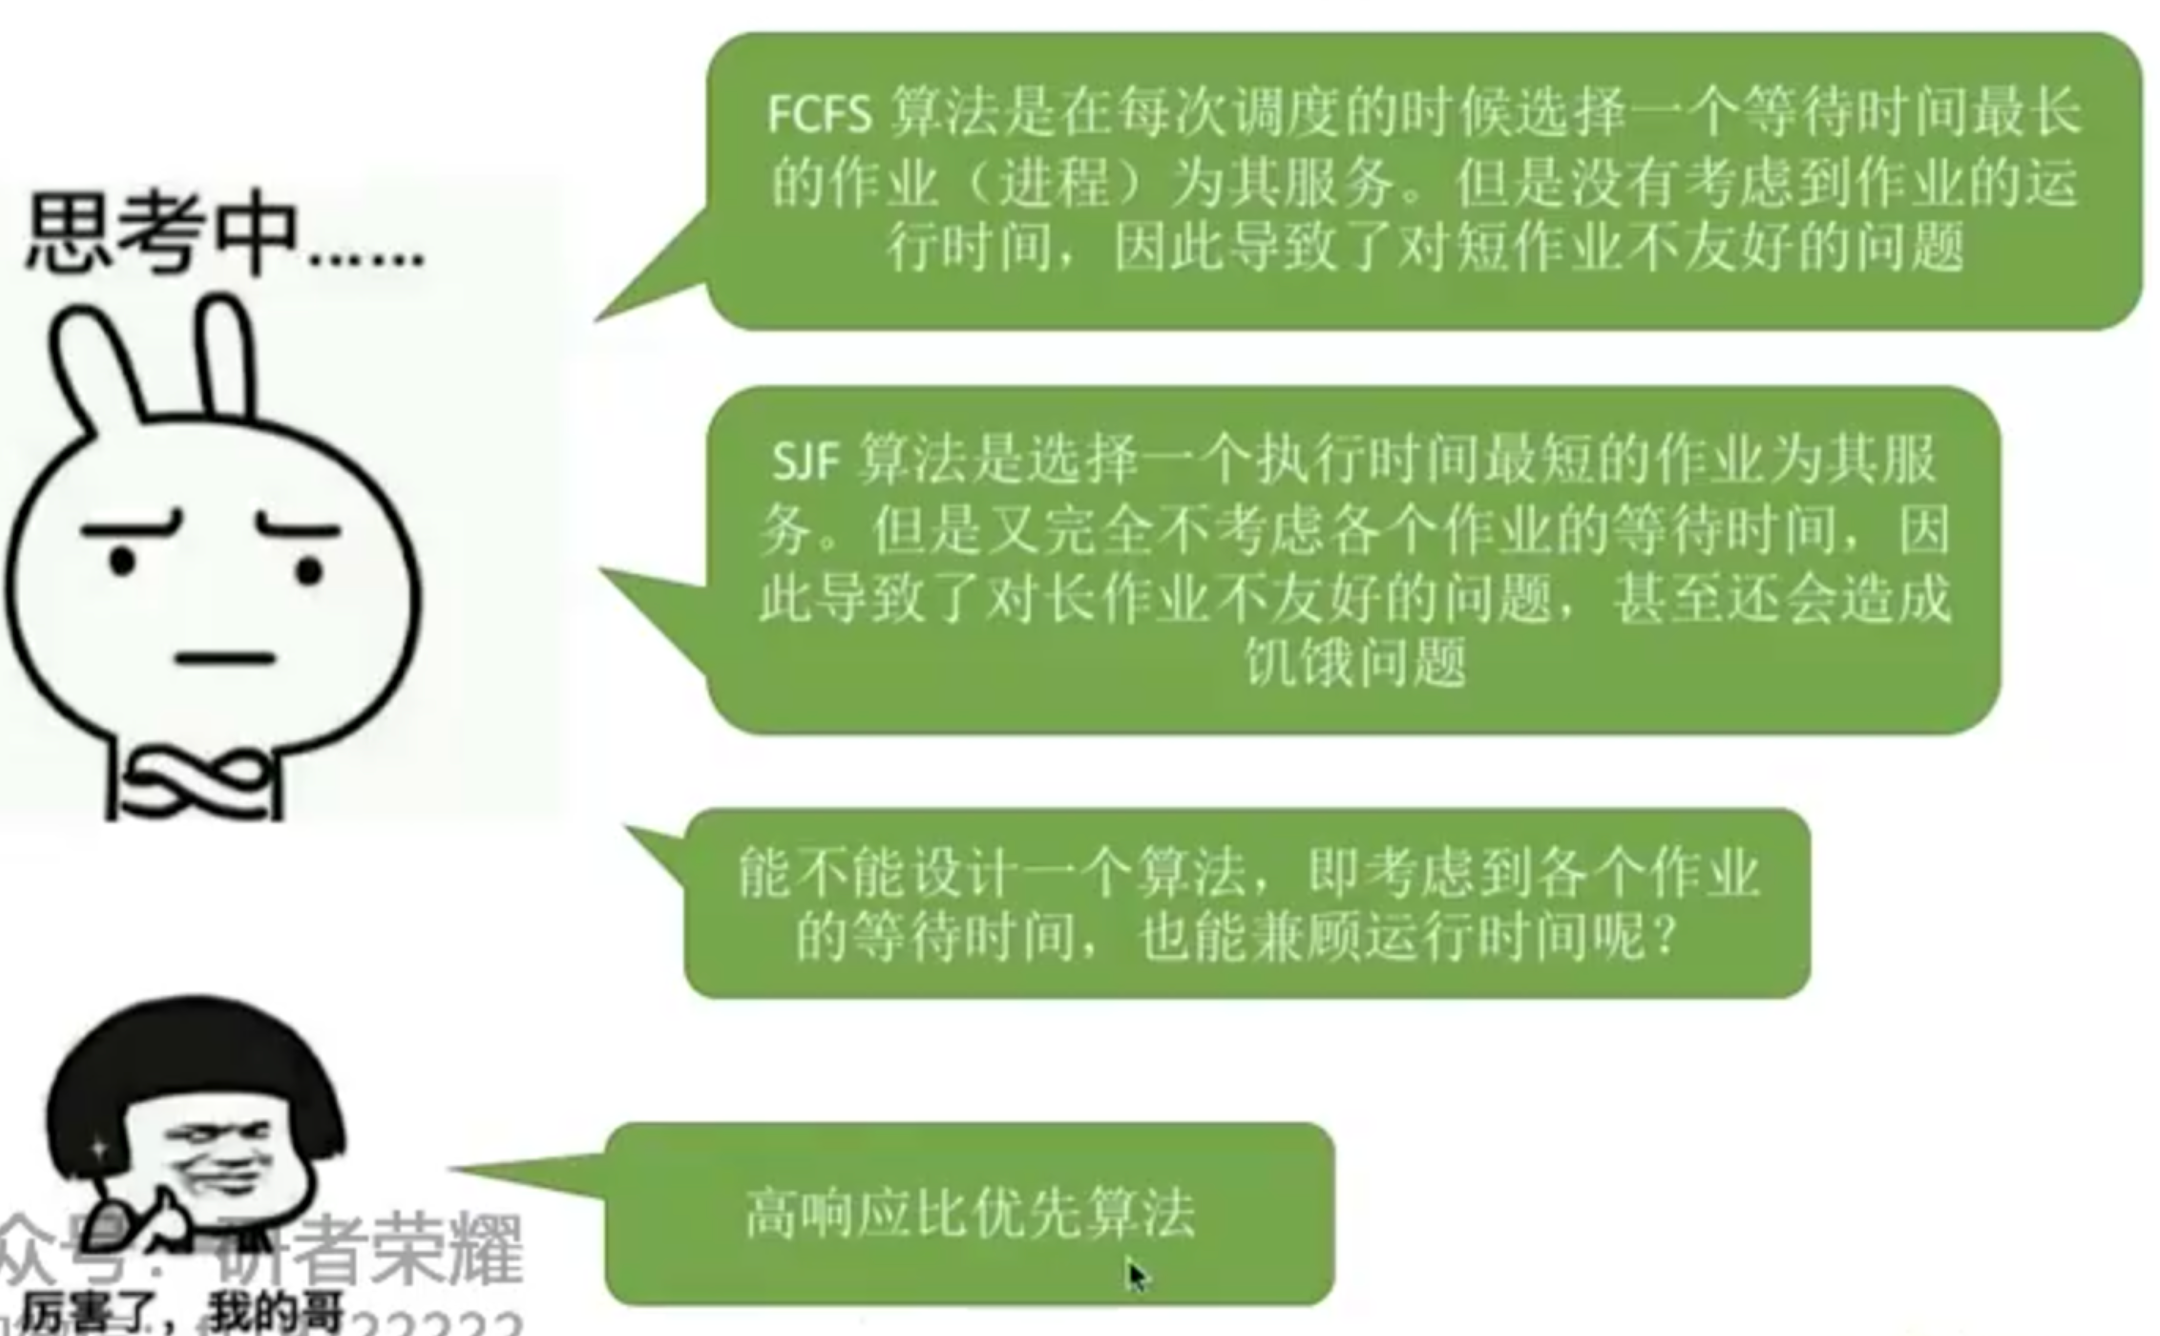 思考中……
FCFS 算法是在每次调度的时候选择一个等待时间最长
的作业（进程）为其服务。但是没有考虑到作业的运
行时间，因此导致了对短作业不友好的问题
SJF 算法是选择一个执行时间最短的作业为其服
务。但是又完全不考虑各个作业的等待时间，因
此导致了对长作业不友好的问题，甚至还会造成
饥饿问题
能不能设计一个算法，即考虑到各个作业
的等待时间，也能兼顾运行时间呢？
高响应比优先算法
众号：研者荣耀
厉害了，我的哥